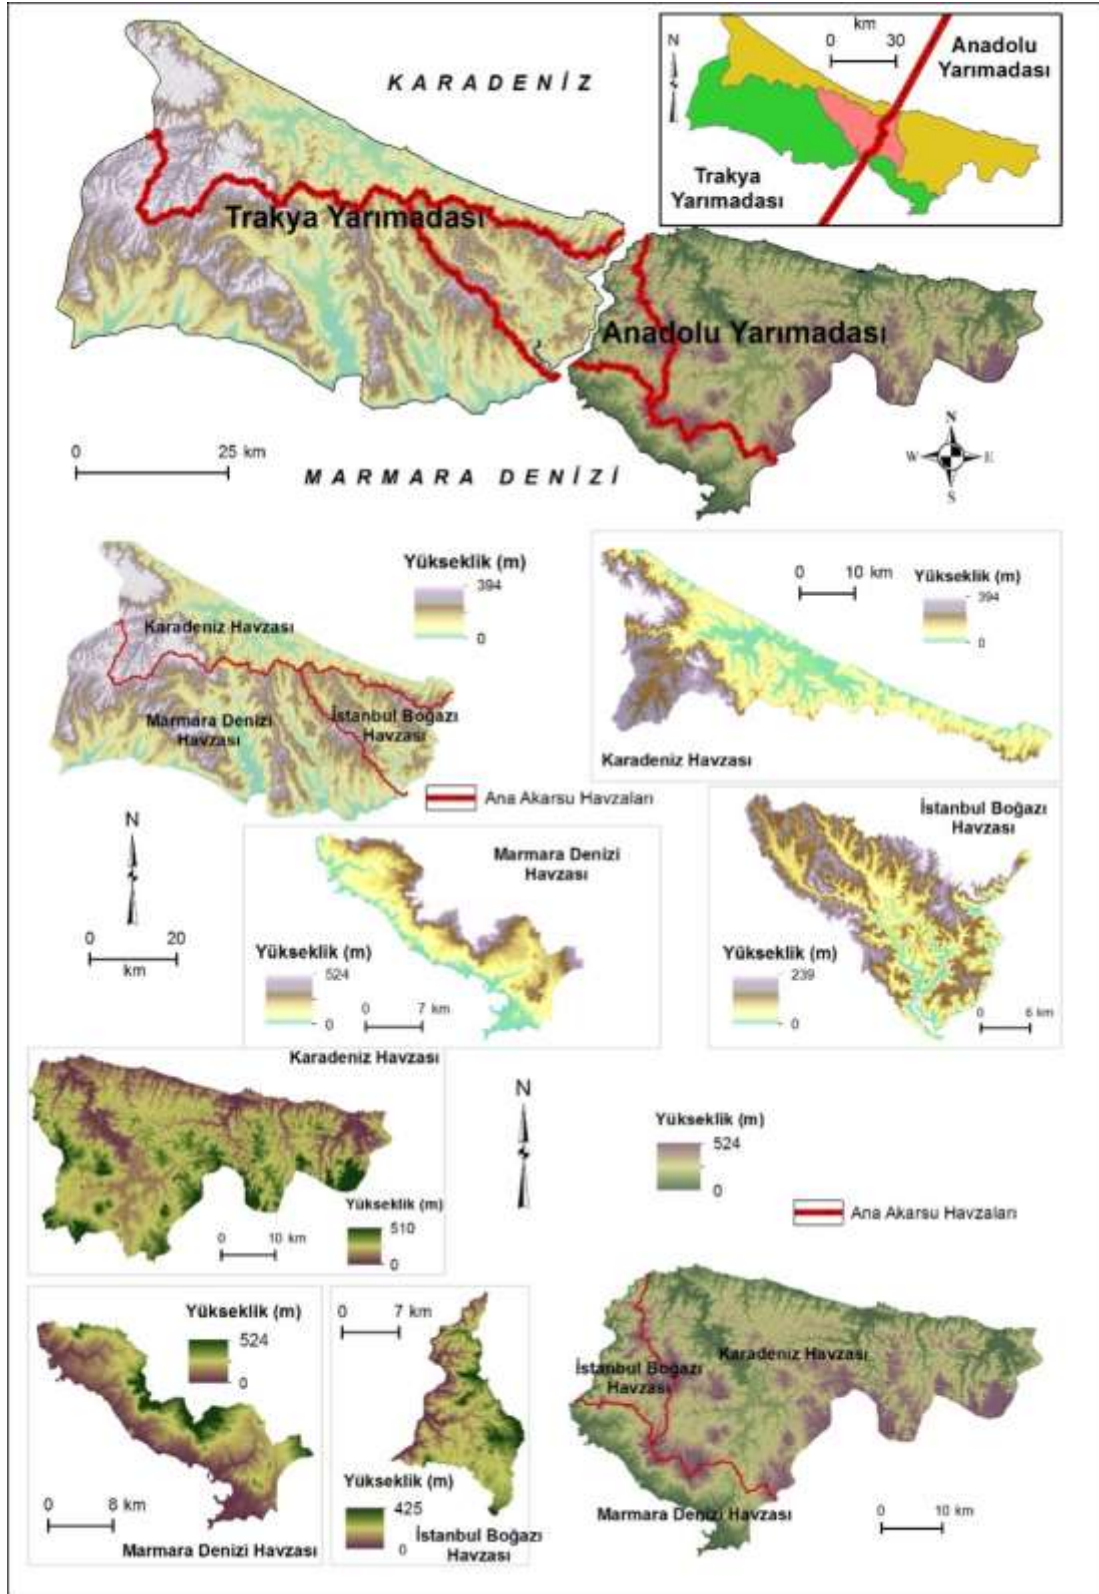 KARADENİZ
N
km
0 30
Anadolu
Yarımadası
Trakya
Yarımadası
Trakya Yarımadası
Anadolu Yarımadası
0 25 km
MARMARA DENİZİ
N
W E
S
Yükseklik (m)
394
0
Karadeniz Havzası
Marmara Denizi
Havzası
İstanbul Boğazı
Havzası
0 10 km
Yükseklik (m)
394
0
Karadeniz Havzası
Ana Akarsu Havzaları
N
0 20
km
Marmara Denizi
Havzası
Yükseklik (m)
524
0
0 7 km
İstanbul Boğazı
Havzası
Yükseklik (m)
239
0
0 6 km
Karadeniz Havzası
Yükseklik (m)
510
0
0 10 km
N
Yükseklik (m)
524
0
Ana Akarsu Havzaları
Yükseklik (m)
524
0
0 8 km
Marmara Denizi Havzası
0 7 km
Yükseklik (m)
425
0
İstanbul Boğazı
Havzası
Karadeniz Havzası
İstanbul Boğazı
Havzası
Marmara Denizi Havzası
0 10 km